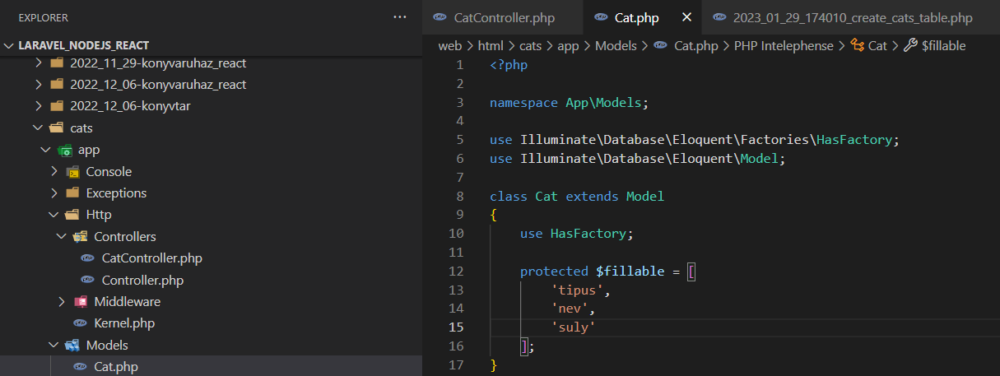 EXPLORER
...
LARAVEL_NODEJS_REACT
2022_11_29-konyvaruhaz_react
2022_12_06-konyvaruhaz_react
2022_12_06-konyvtar
cats
app
Console
Exceptions
Http
Controllers
CatController.php
Controller.php
Middleware
Kernel.php
Models
Cat.php
CatController.php
Cat.php
2023_01_29_174010_create_cats_table.php
web > html > cats > app > Models > Cat.php > PHP Intelephense > Cat > $fillable
1 <?php
2
3 namespace App\Models;
4
5 use Illuminate\Database\Eloquent\Factories\HasFactory;
6 use Illuminate\Database\Eloquent\Model;
7
8 class Cat extends Model
9 {
10 use HasFactory;
11
12 protected $fillable = [
13 'tipus',
14 'nev',
15 'suly'
16 ];
17 }